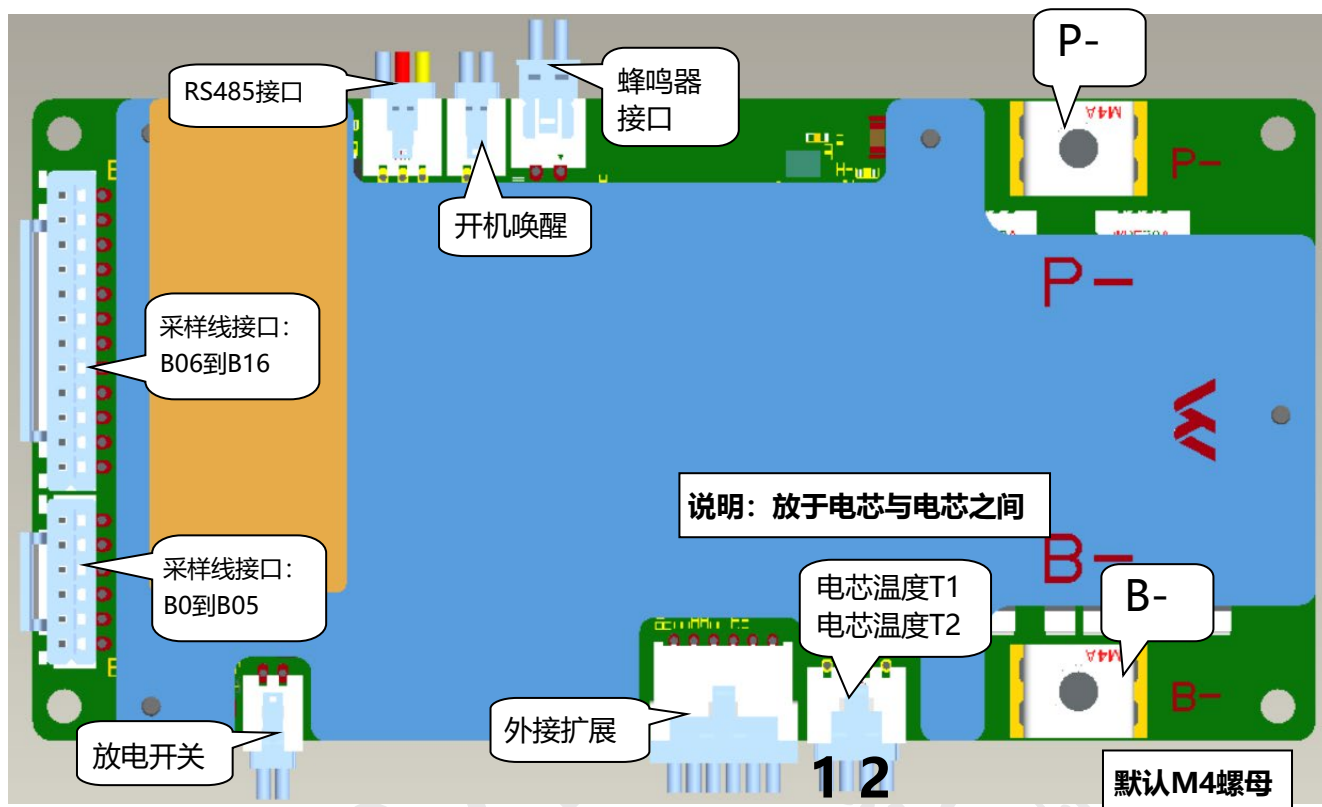 P-
RS485接口
蜂鸣器
接口
M4A
P-
开机唤醒
P-
采样线接口：
B06到B16
说明：放于电芯与电芯之间
B-
采样线接口：
B0到B05
电芯温度T1
电芯温度T2
B-
M4A
B-
外接扩展
放电开关
1 2
默认M4螺母